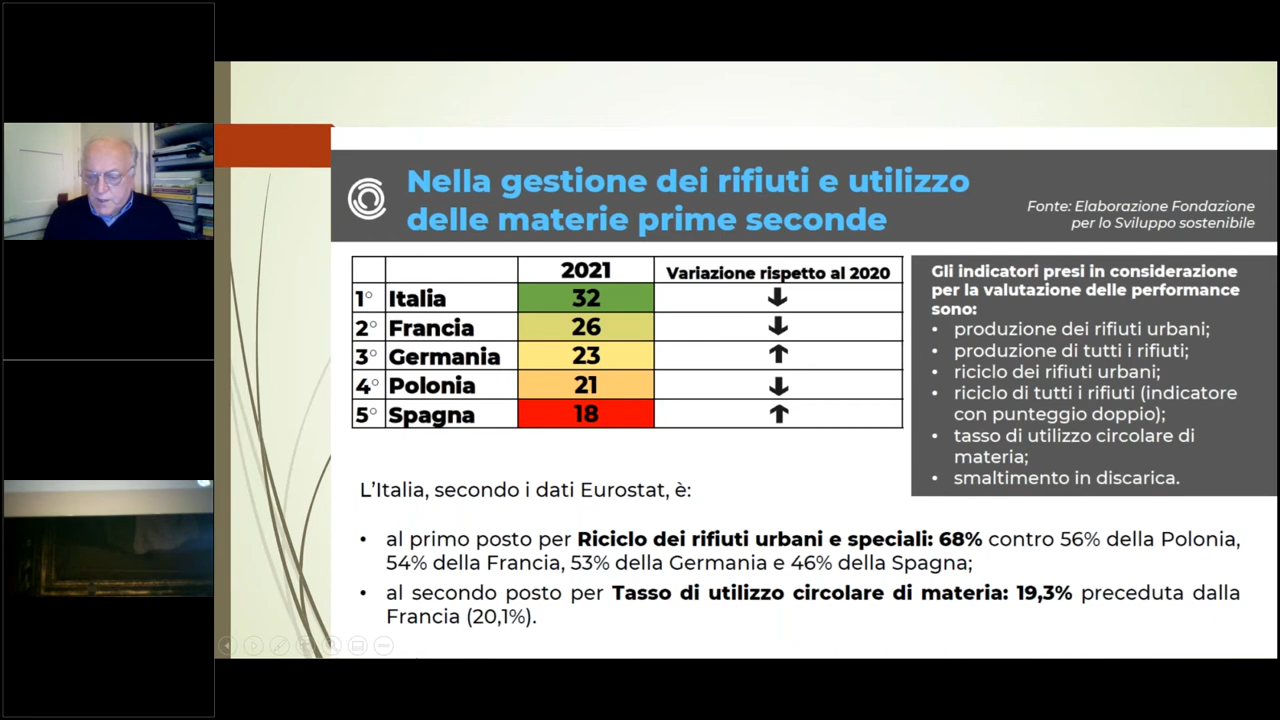 Nella gestione dei rifiuti e utilizzo
delle materie prime seconde
Fonte: Elaborazione Fondazione
per lo Sviluppo sostenibile
2021 Variazione rispetto al 2020
1° Italia 32 ↓
2° Francia 26 ↓
3° Germania 23 ↑
4° Polonia 21 ↓
5° Spagna 18 ↑
Gli indicatori presi in considerazione
per la valutazione delle performance
sono:
• produzione dei rifiuti urbani;
• produzione di tutti i rifiuti;
• riciclo dei rifiuti urbani;
• riciclo di tutti i rifiuti (indicatore
con punteggio doppio);
• tasso di utilizzo circolare di
materia;
• smaltimento in discarica.
L’Italia, secondo i dati Eurostat, è:
• al primo posto per Riciclo dei rifiuti urbani e speciali: 68% contro 56% della Polonia,
54% della Francia, 53% della Germania e 46% della Spagna;
• al secondo posto per Tasso di utilizzo circolare di materia: 19,3% preceduta dalla
Francia (20,1%).